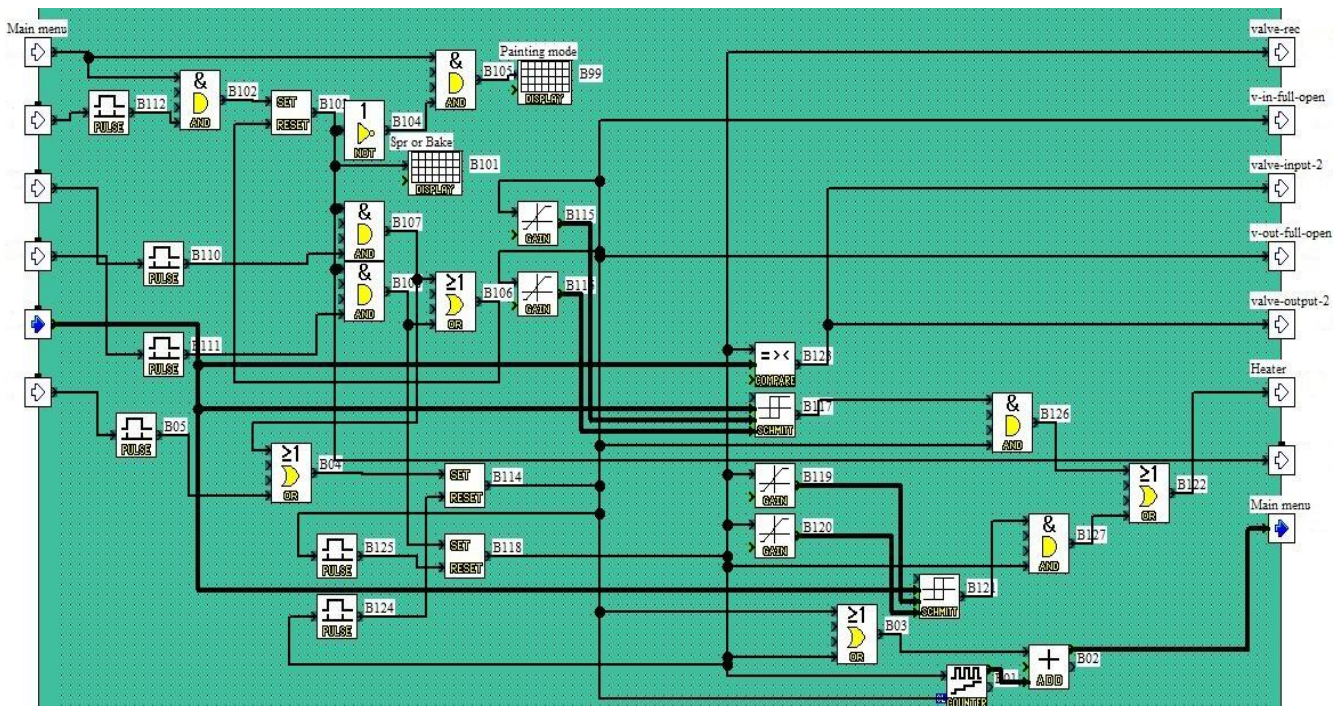 Main menu
valve-rec
& AND
B105
Painting mode
DISPLAY
B99
PULSE
B112
& AND
B102
SET
RESET
1 NOT
B104
v-in-full-open
Spr or Bake
DISPLAY
B101
valve-input-2
& AND
B107
GAIN
B115
PULSE
B110
& AND
≥1 OR
B106
GAIN
v-out-full-open
valve-output-2
PULSE
B111
=>< COMPARE
B123
Heater
SCHMITT
B117
& AND
B126
PULSE
B05
≥1 OR
B04
SET
RESET
B114
GAIN
B119
≥1 OR
B122
Main menu
PULSE
B125
SET
RESET
B118
GAIN
B120
& AND
B127
PULSE
B124
SCHMITT
B121
≥1 OR
B03
+ ADD
B02
COUNTER
B01